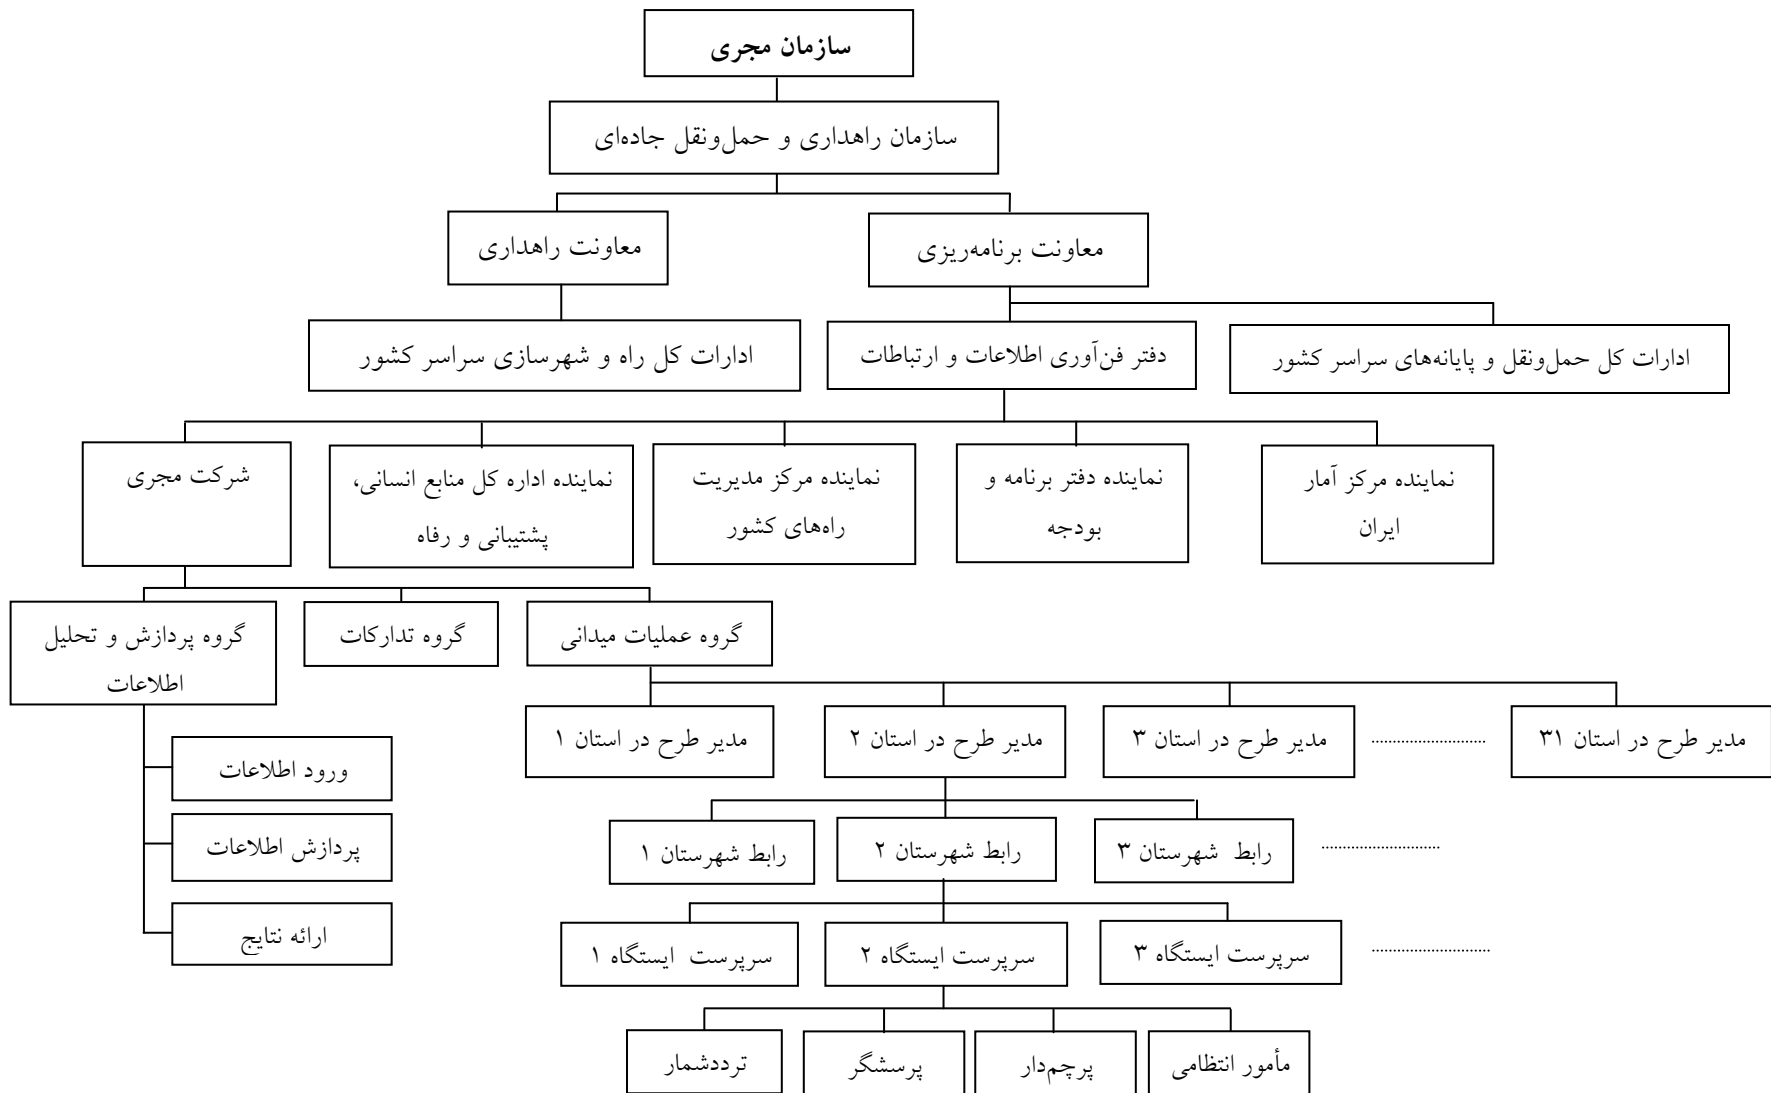 سازمان مجری
سازمان راهداری و حمل‌ونقل جاده‌ای
معاونت برنامه‌ریزی
معاونت راهداری
ادارات کل حمل‌ونقل و پایانه‌های سراسر کشور
دفتر فن‌آوری اطلاعات و ارتباطات
ادارات کل راه و شهرسازی سراسر کشور
نماینده مرکز آمار
ایران
نماینده دفتر برنامه و
بودجه
نماینده مرکز مدیریت
راه‌های کشور
نماینده اداره کل منابع انسانی،
پشتیبانی و رفاه
شرکت مجری
گروه عملیات میدانی
گروه تدارکات
گروه پردازش و تحلیل
اطلاعات
مدیر طرح در استان ۱
مدیر طرح در استان ۲
مدیر طرح در استان ۳
........................
مدیر طرح در استان ۳۱
ورود اطلاعات
پردازش اطلاعات
ارائه نتایج
رابط شهرستان ۱
رابط شهرستان ۲
رابط شهرستان ۳
........................
سرپرست ایستگاه ۱
سرپرست ایستگاه ۲
سرپرست ایستگاه ۳
........................
مأمور انتظامی
پرچم‌دار
پرسشگر
ترددشمار